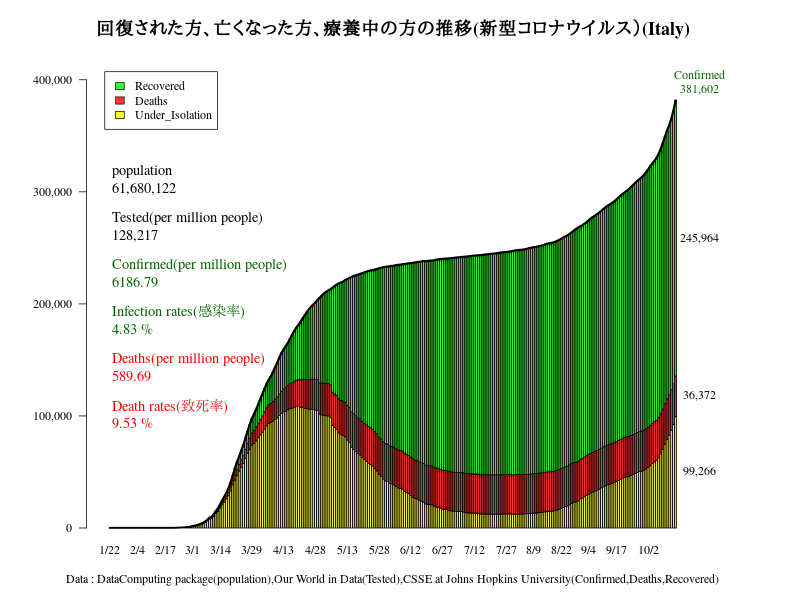 回復された方、亡くなった方、療養中の方の推移(新型コロナウイルス）(Italy)
Confirmed
381,602
400,000
Recovered
Deaths
Under_Isolation
population
61,680,122
300,000
Tested(per million people)
128,217
245,964
Confirmed(per million people)
6186.79
200,000
Infection rates(感染率)
4.83 %
Deaths(per million people)
589.69
36,372
Death rates(致死率)
9.53 %
100,000
99,266
0
1/22 2/4 2/17 3/1 3/14 3/29 4/13 4/28 5/13 5/28 6/12 6/27 7/12 7/27 8/9 8/22 9/4 9/17 10/2
Data : DataComputing package(population),Our World in Data(Tested),CSSE at Johns Hopkins University(Confirmed,Deaths,Recovered)